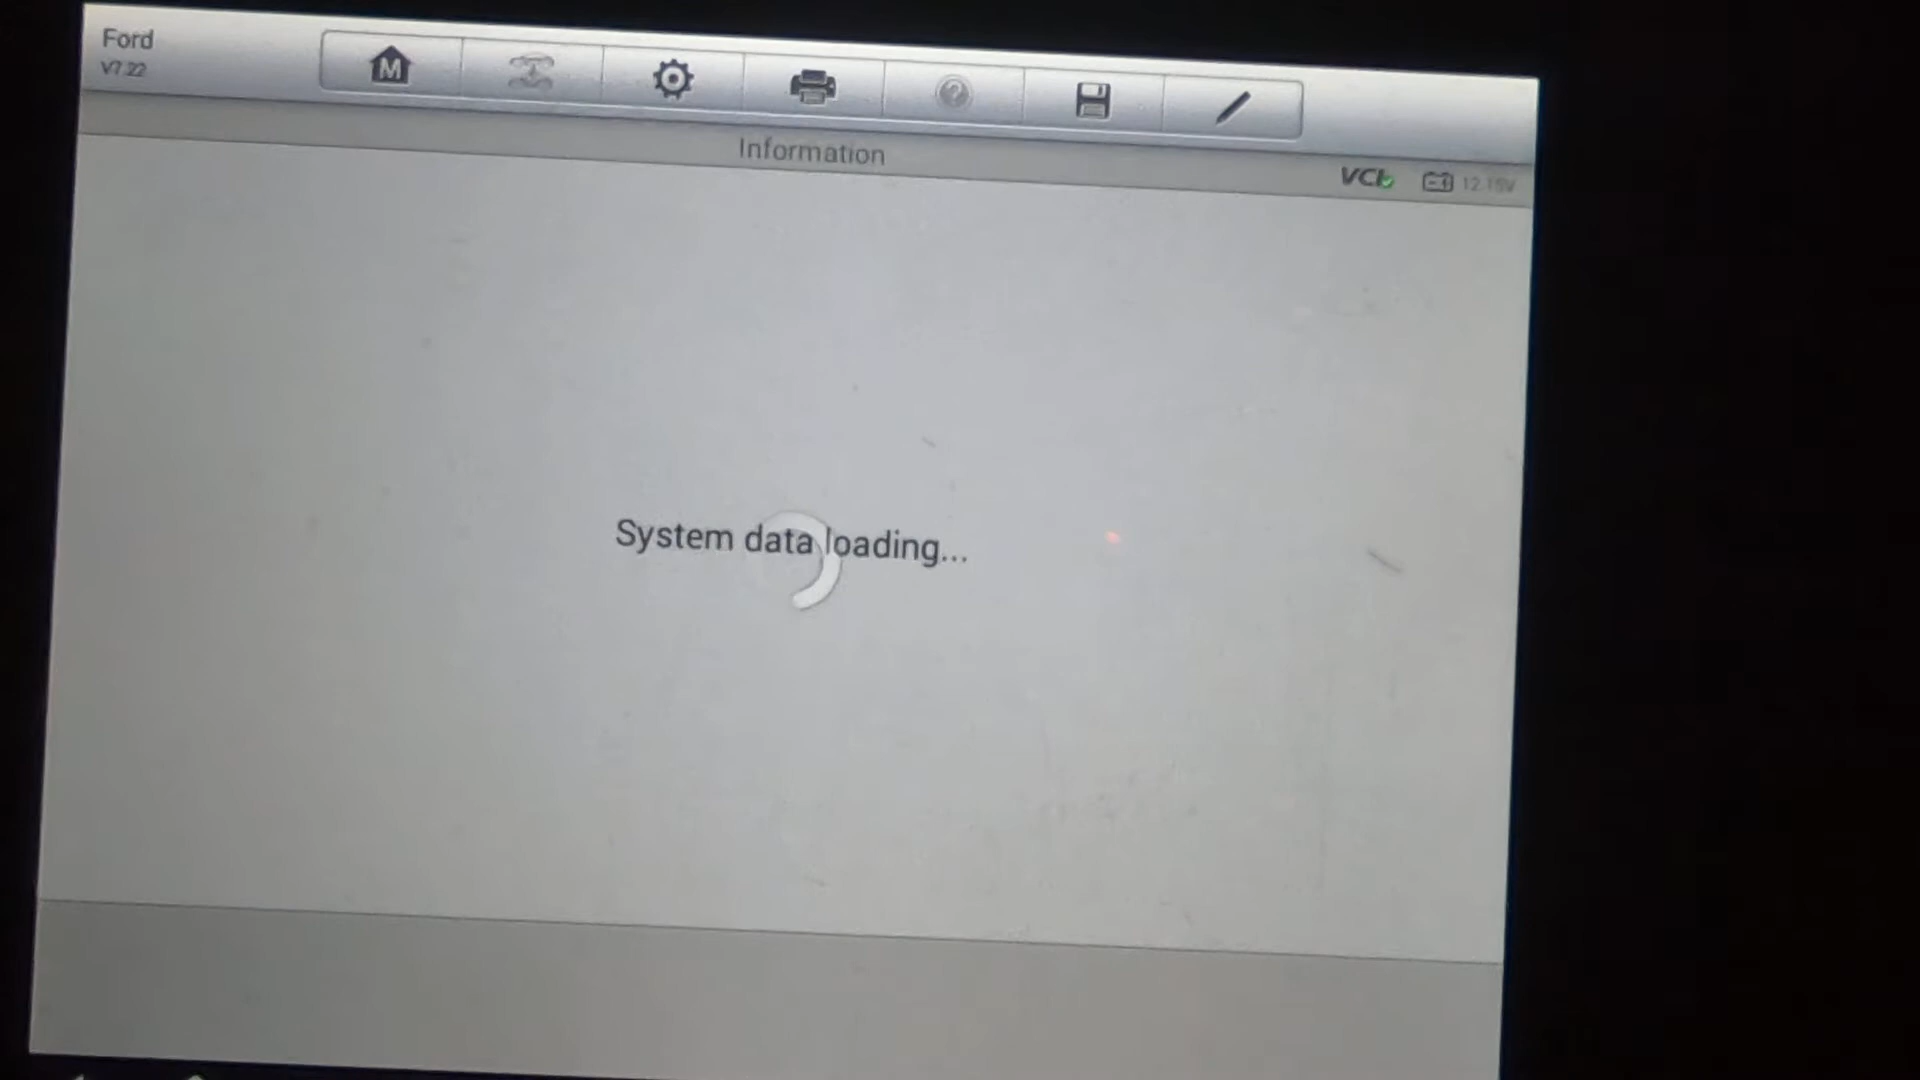 Ford
V7.22
M
Information
VCI
12.15V
System data loading...